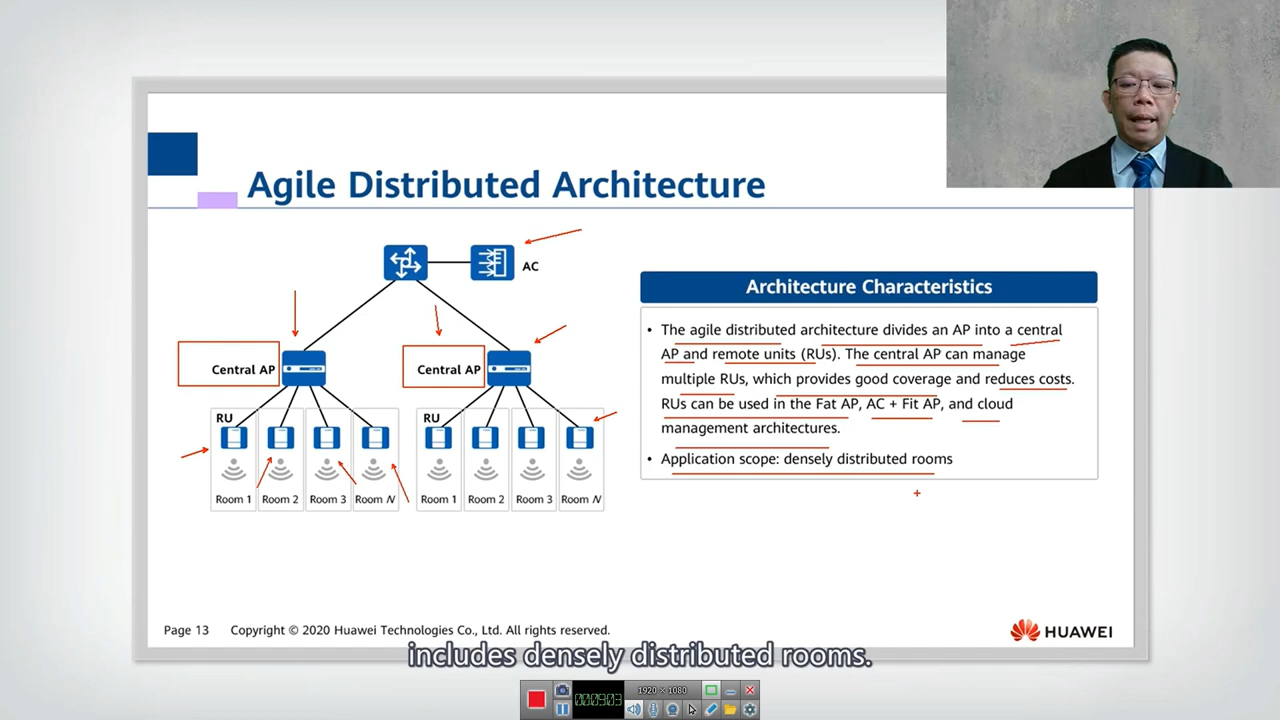 Agile Distributed Architecture
AC
Central AP
Central AP
RU
RU
Room 1
Room 2
Room 3
Room N
Room 1
Room 2
Room 3
Room N
Architecture Characteristics
• The agile distributed architecture divides an AP into a central
AP and remote units (RUs). The central AP can manage
multiple RUs, which provides good coverage and reduces costs.
RUs can be used in the Fat AP, AC + Fit AP, and cloud
management architectures.
• Application scope: densely distributed rooms
Page 13
Copyright © 2020 Huawei Technologies Co., Ltd. All rights reserved.
HUAWEI
includes densely distributed rooms.
000903
1920 × 1080